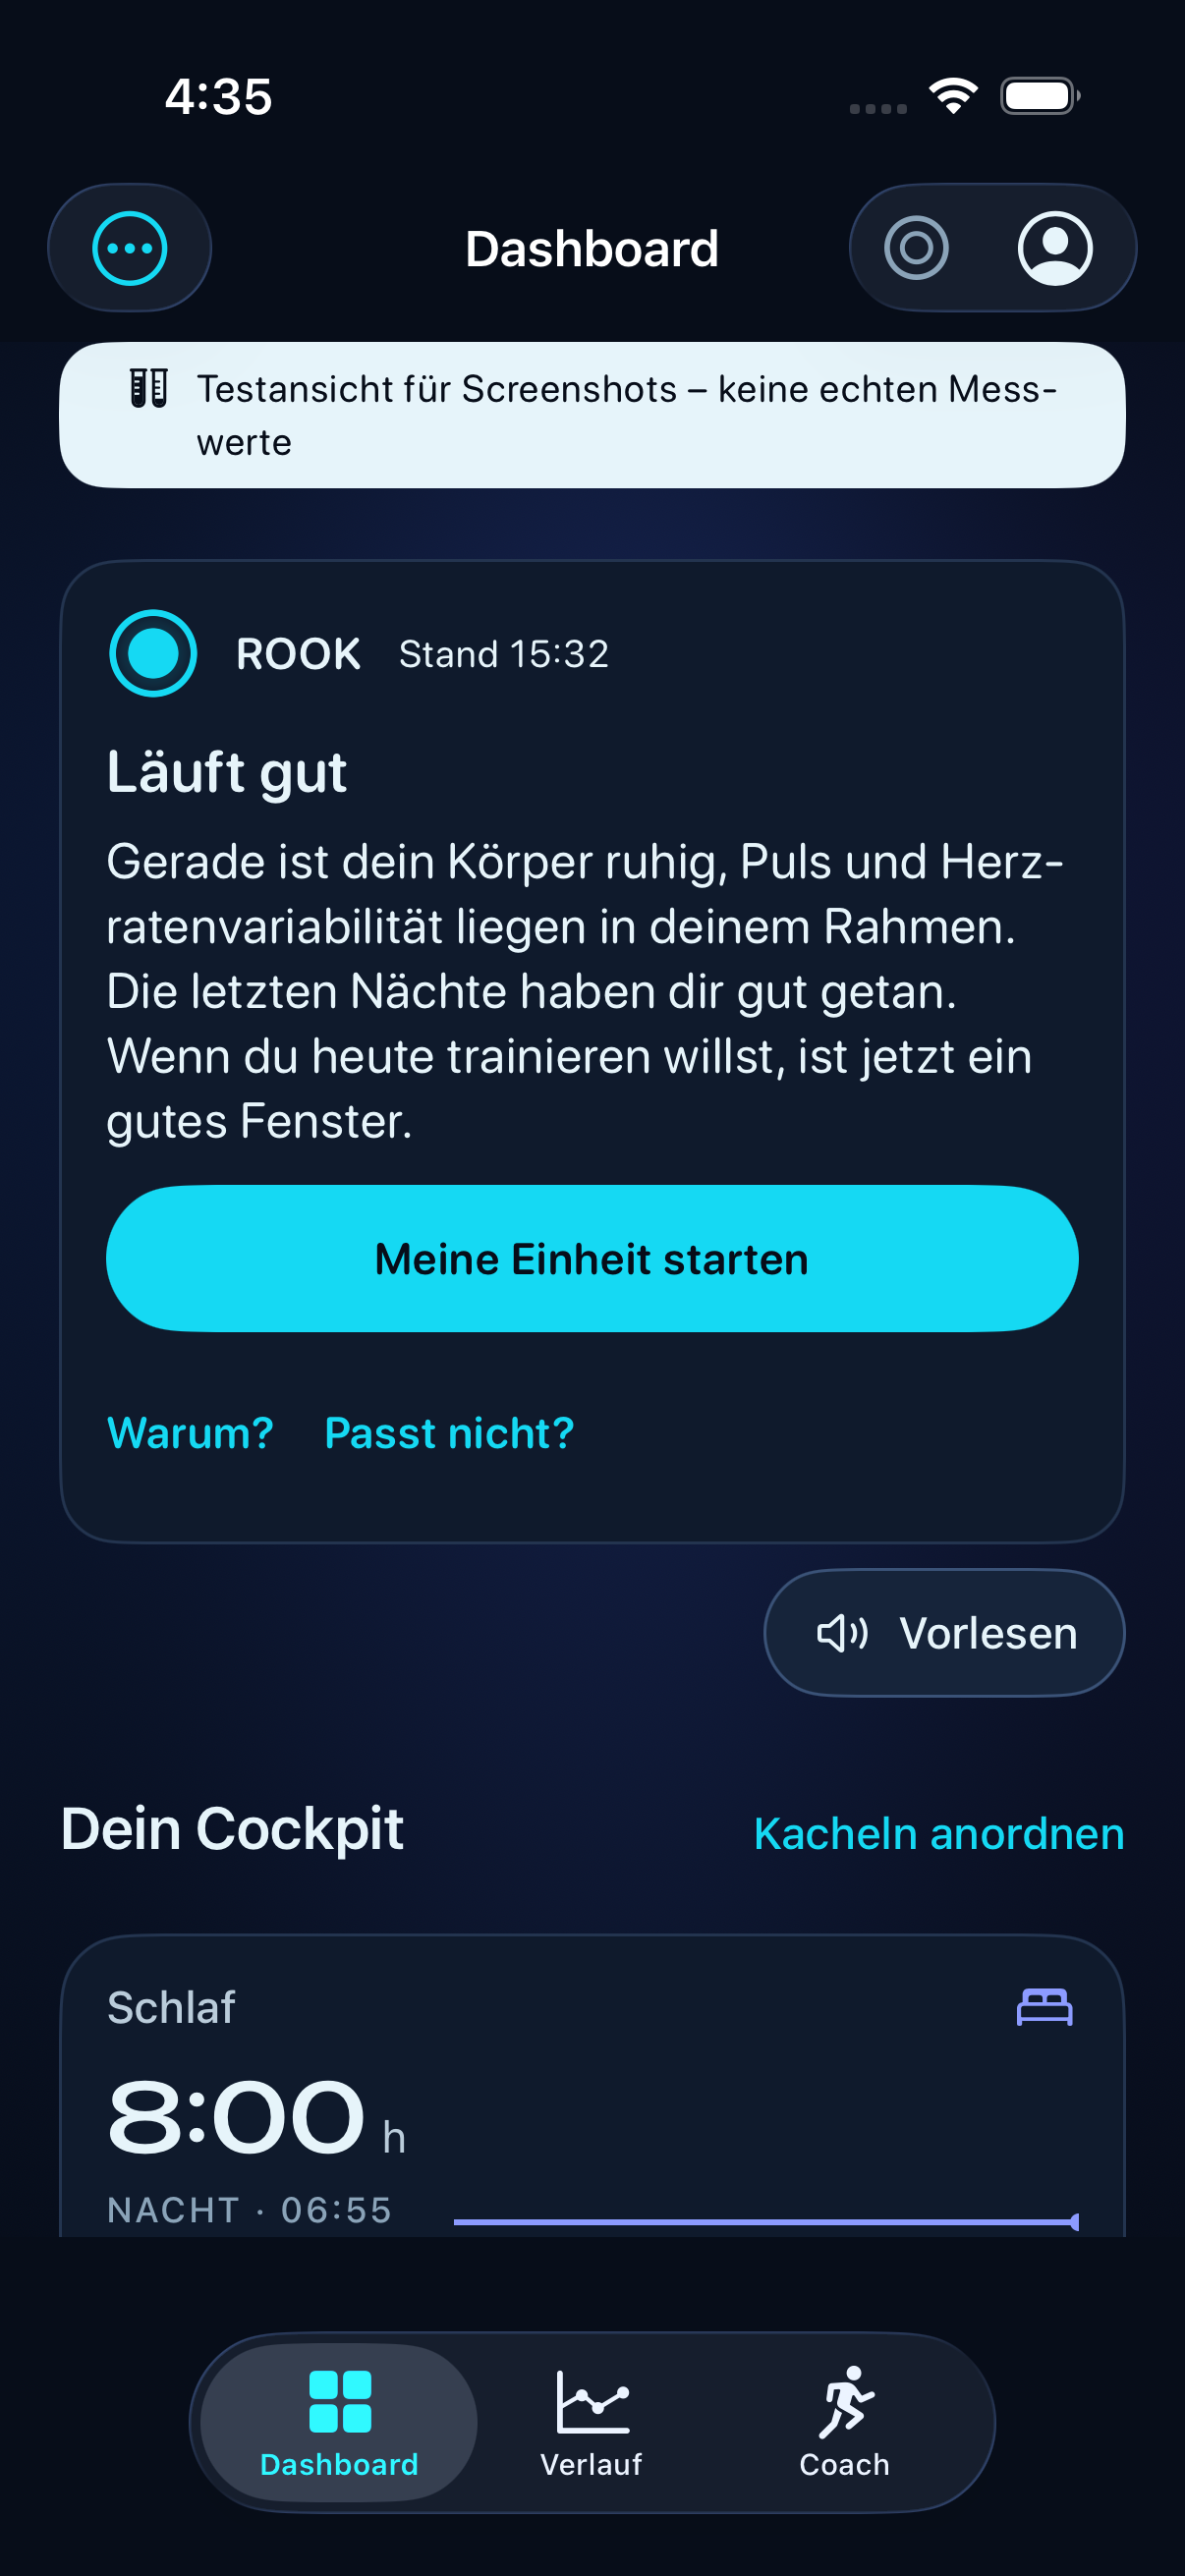 4:35
Dashboard
Testansicht für Screenshots – keine echten Mess-
werte
ROOK Stand 15:32
Läuft gut
Gerade ist dein Körper ruhig, Puls und Herz-
ratenvariabilität liegen in deinem Rahmen.
Die letzten Nächte haben dir gut getan.
Wenn du heute trainieren willst, ist jetzt ein
gutes Fenster.
Meine Einheit starten
Warum? Passt nicht?
Vorlesen
Dein Cockpit Kacheln anordnen
Schlaf
8:00 h
NACHT · 06:55
Dashboard Verlauf Coach